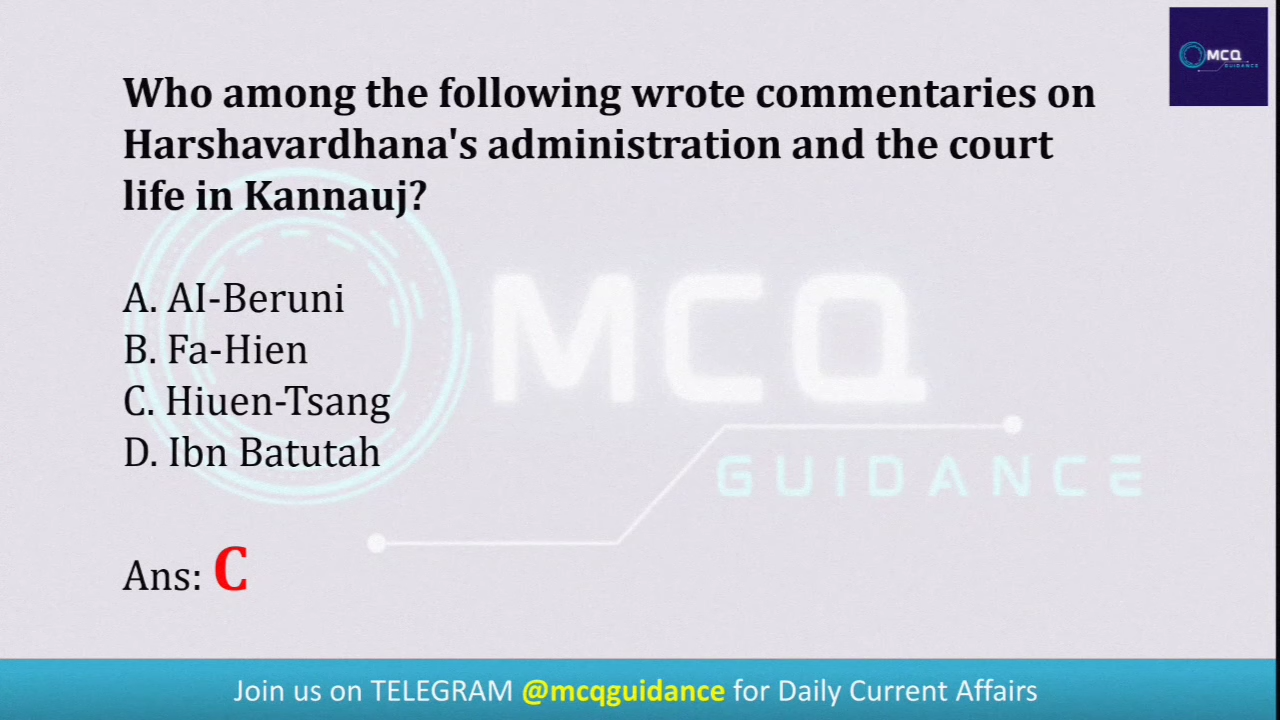 MCQ
GUIDANCE
Who among the following wrote commentaries on
Harshavardhana's administration and the court
life in Kannauj?
A. AI-Beruni
B. Fa-Hien
C. Hiuen-Tsang
D. Ibn Batutah
MCQ
GUIDANCE
Ans: C
Join us on TELEGRAM @mcqguidance for Daily Current Affairs